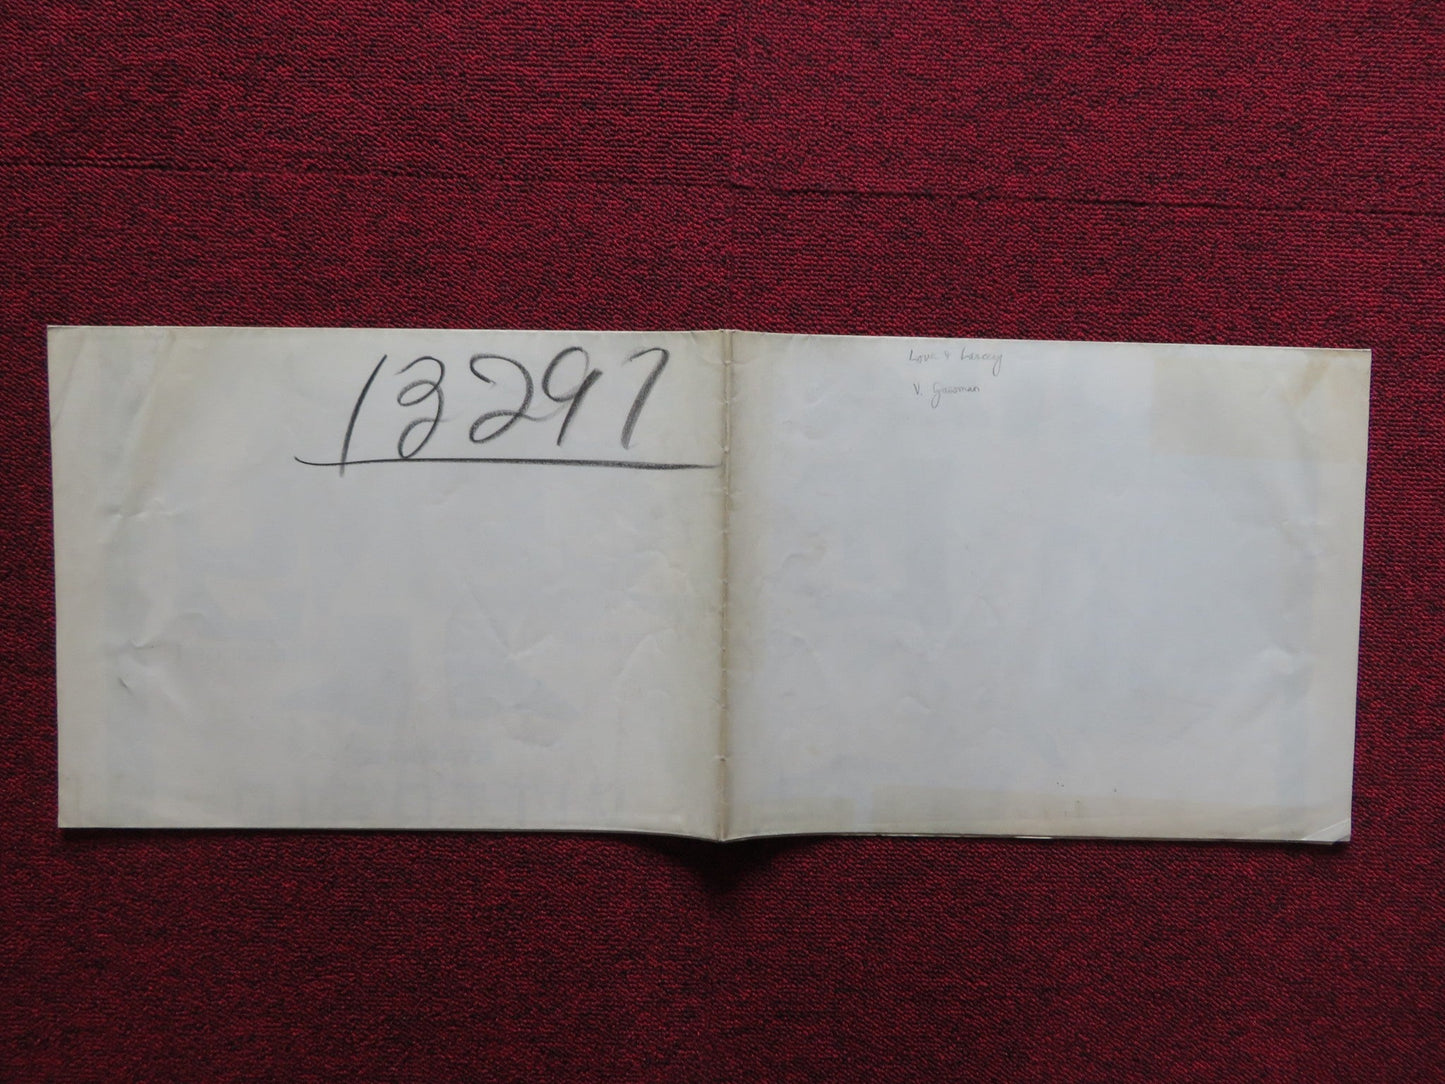 13297
Love & Larceny
V. Gassman